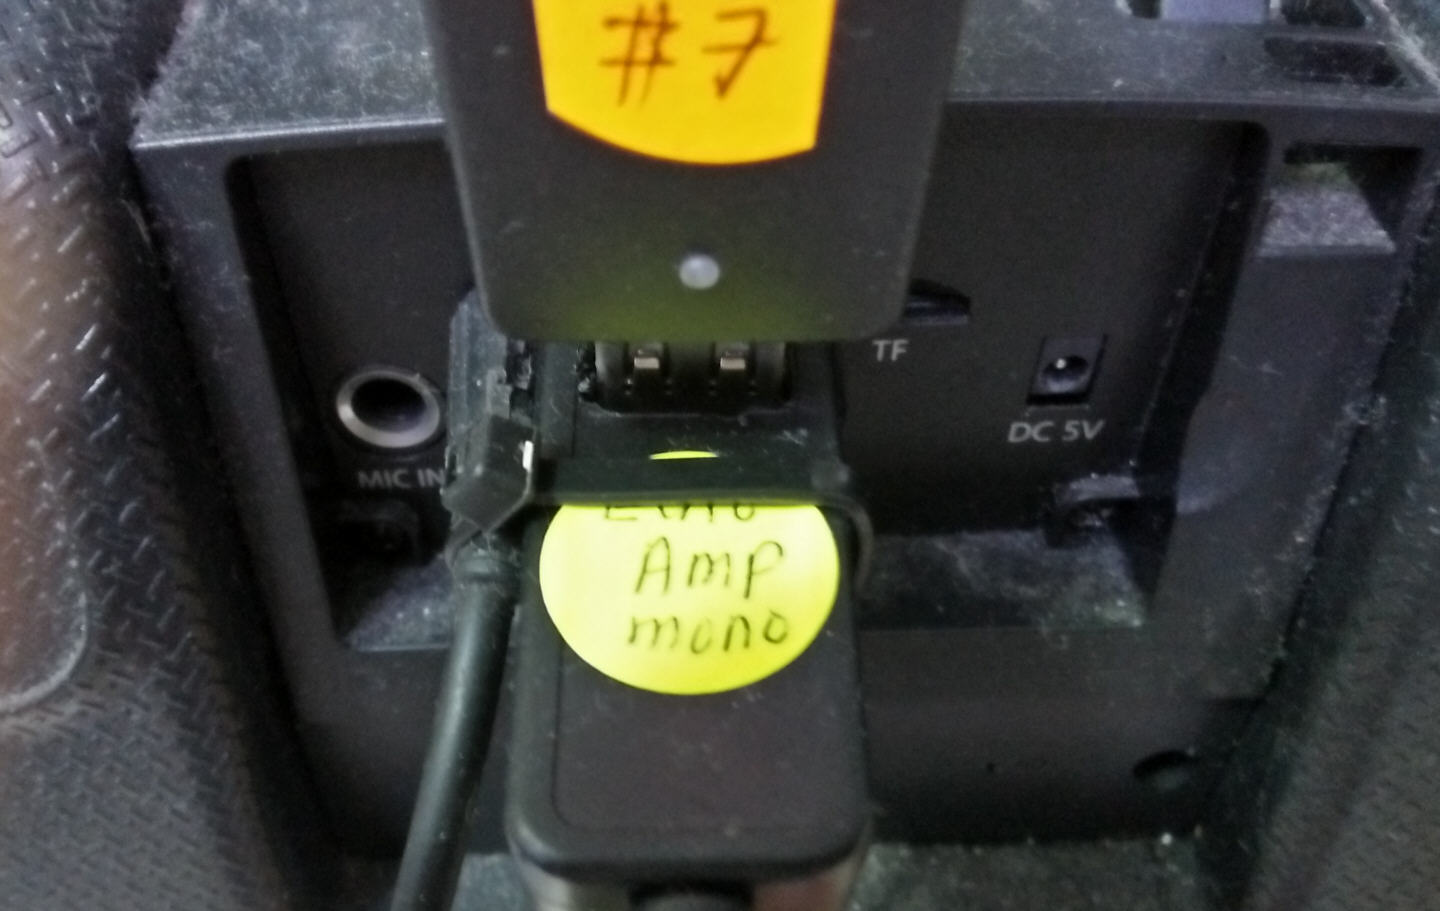 #7
TF
DC 5V
MIC IN
Amp
mono